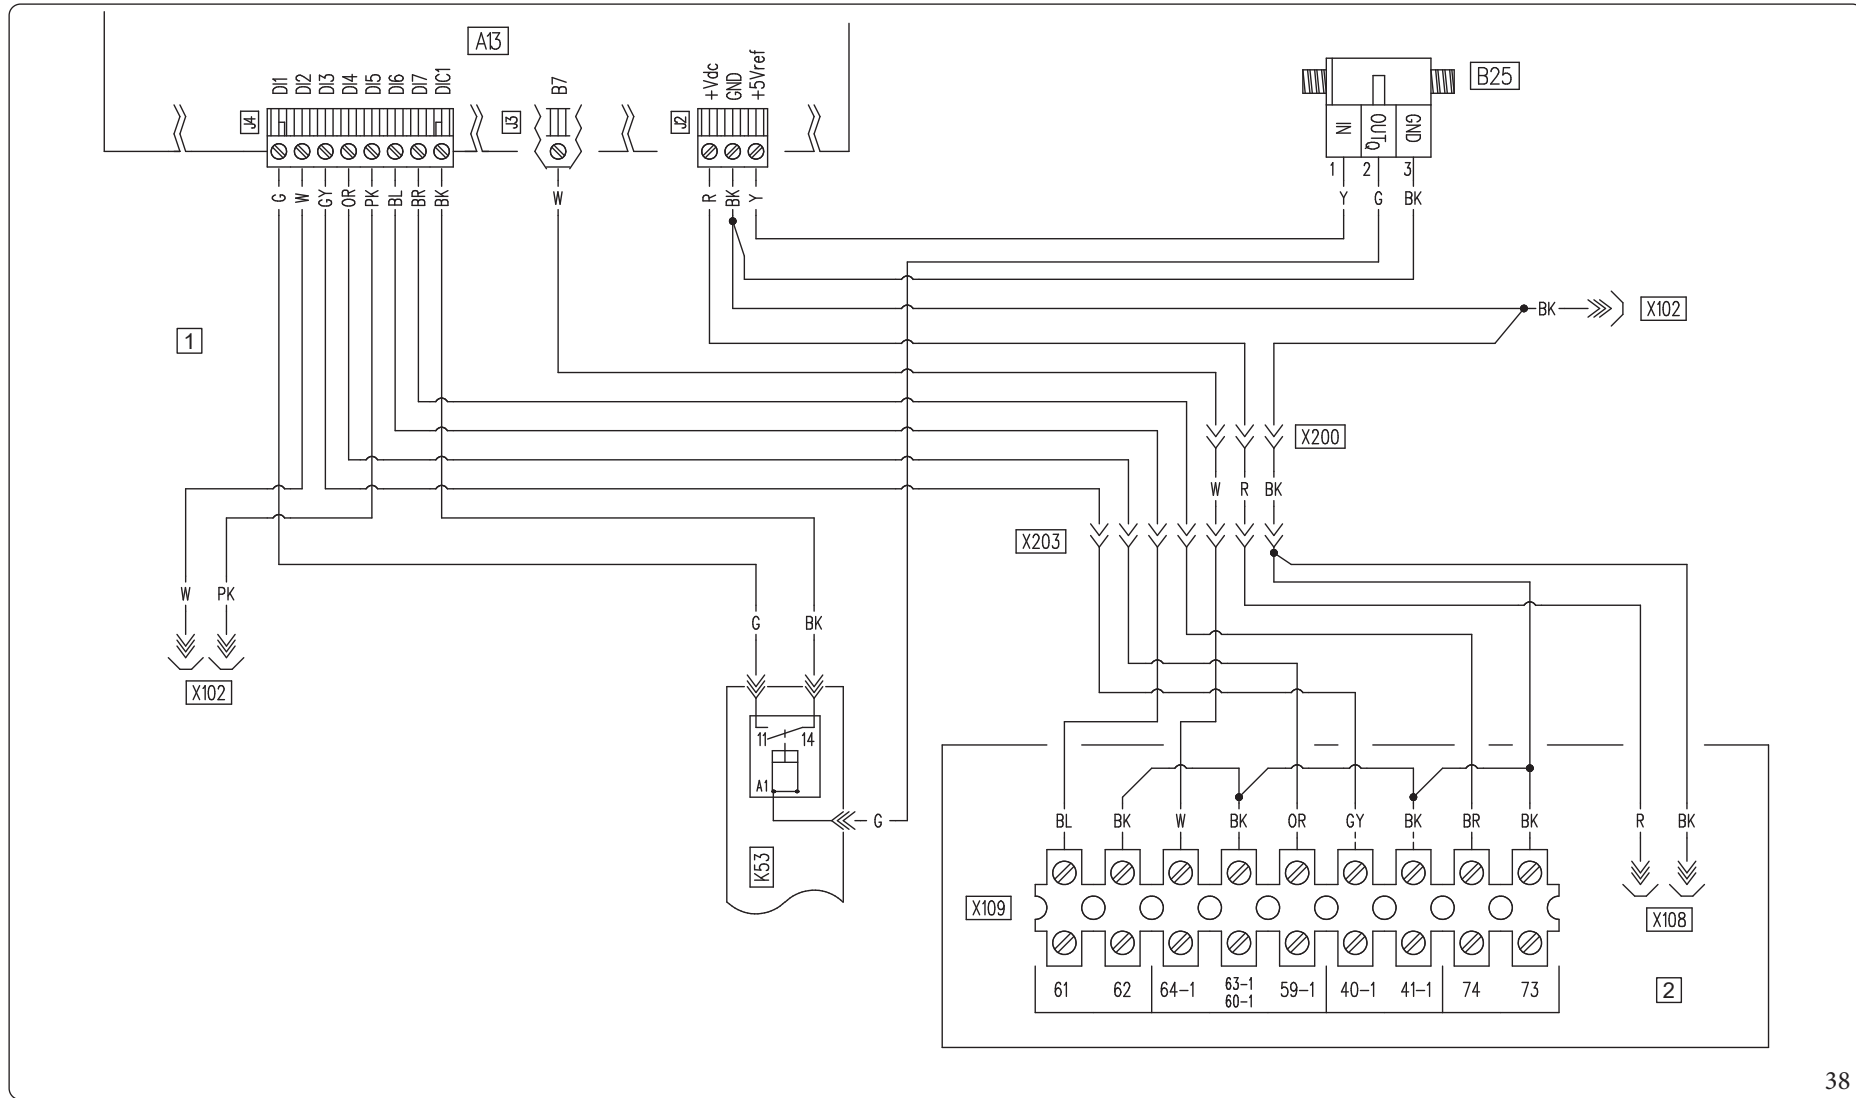 A13
B25
DI1 DI2 DI3 DI4 DI5 DI6 DI7 DIC1
B7
+Vdc GND +5Vref
J4
J3
J2
IN OUTQ GND
1 2 3
G W GY OR PK BL BR BK
W
R BK Y
Y G BK
BK
X102
1
X200
W R BK
X203
W PK
G BK
X102
11 14
A1
G
K53
BL BK W BK OR GY BK BR BK R BK
X109
X108
61 62 64-1 63-1 59-1 40-1 41-1 74 73
60-1
2
38